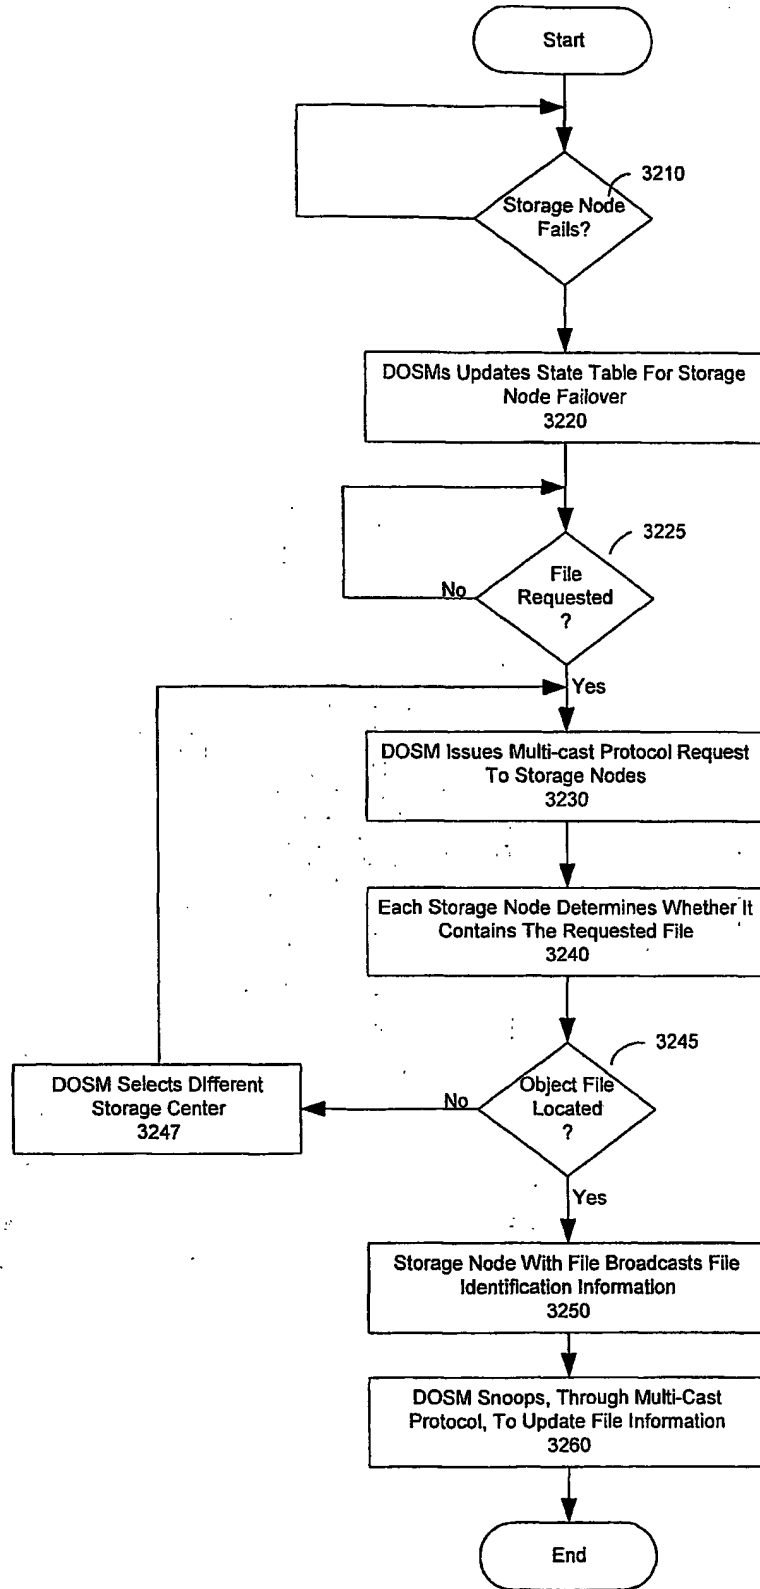 Start
3210
Storage Node
Fails?
DOSMs Updates State Table For Storage
Node Failover
3220
3225
File
Requested
?
No
Yes
DOSM Issues Multi-cast Protocol Request
To Storage Nodes
3230
Each Storage Node Determines Whether It
Contains The Requested File
3240
3245
Object File
Located
?
No
DOSM Selects Different
Storage Center
3247
Yes
Storage Node With File Broadcasts File
Identification Information
3250
DOSM Snoops, Through Multi-Cast
Protocol, To Update File Information
3260
End